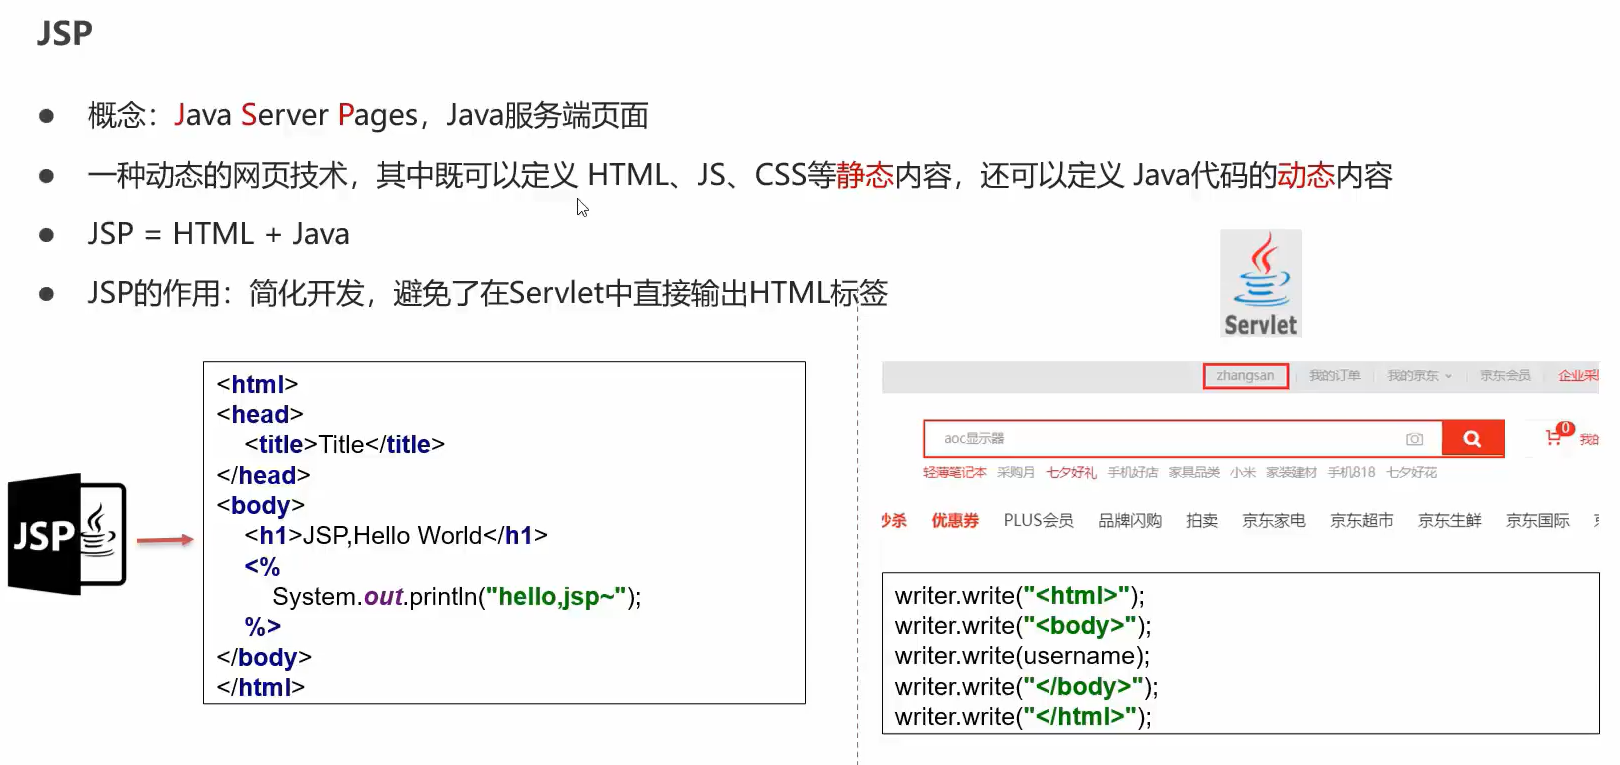 JSP
概念：Java Server Pages，Java服务端页面
一种动态的网页技术，其中既可以定义 HTML、JS、CSS等静态内容，还可以定义 Java代码的动态内容
JSP = HTML + Java
JSP的作用：简化开发，避免了在Servlet中直接输出HTML标签
JSP
<html>
<head>
<title>Title</title>
</head>
<body>
<h1>JSP,Hello World</h1>
<%
System.out.println("hello,jsp~");
%>
</body>
</html>
Servlet
zhangsan 我的订单 我的京东 京东会员 企业采
aoc显示器
0 我的
轻薄笔记本 采购月 七夕好礼 手机好店 家具品类 小米 家装建材 手机818 七夕好花
秒杀 优惠券 PLUS会员 品牌闪购 拍卖 京东家电 京东超市 京东生鲜 京东国际
writer.write("<html>");
writer.write("<body>");
writer.write(username);
writer.write("</body>");
writer.write("</html>");